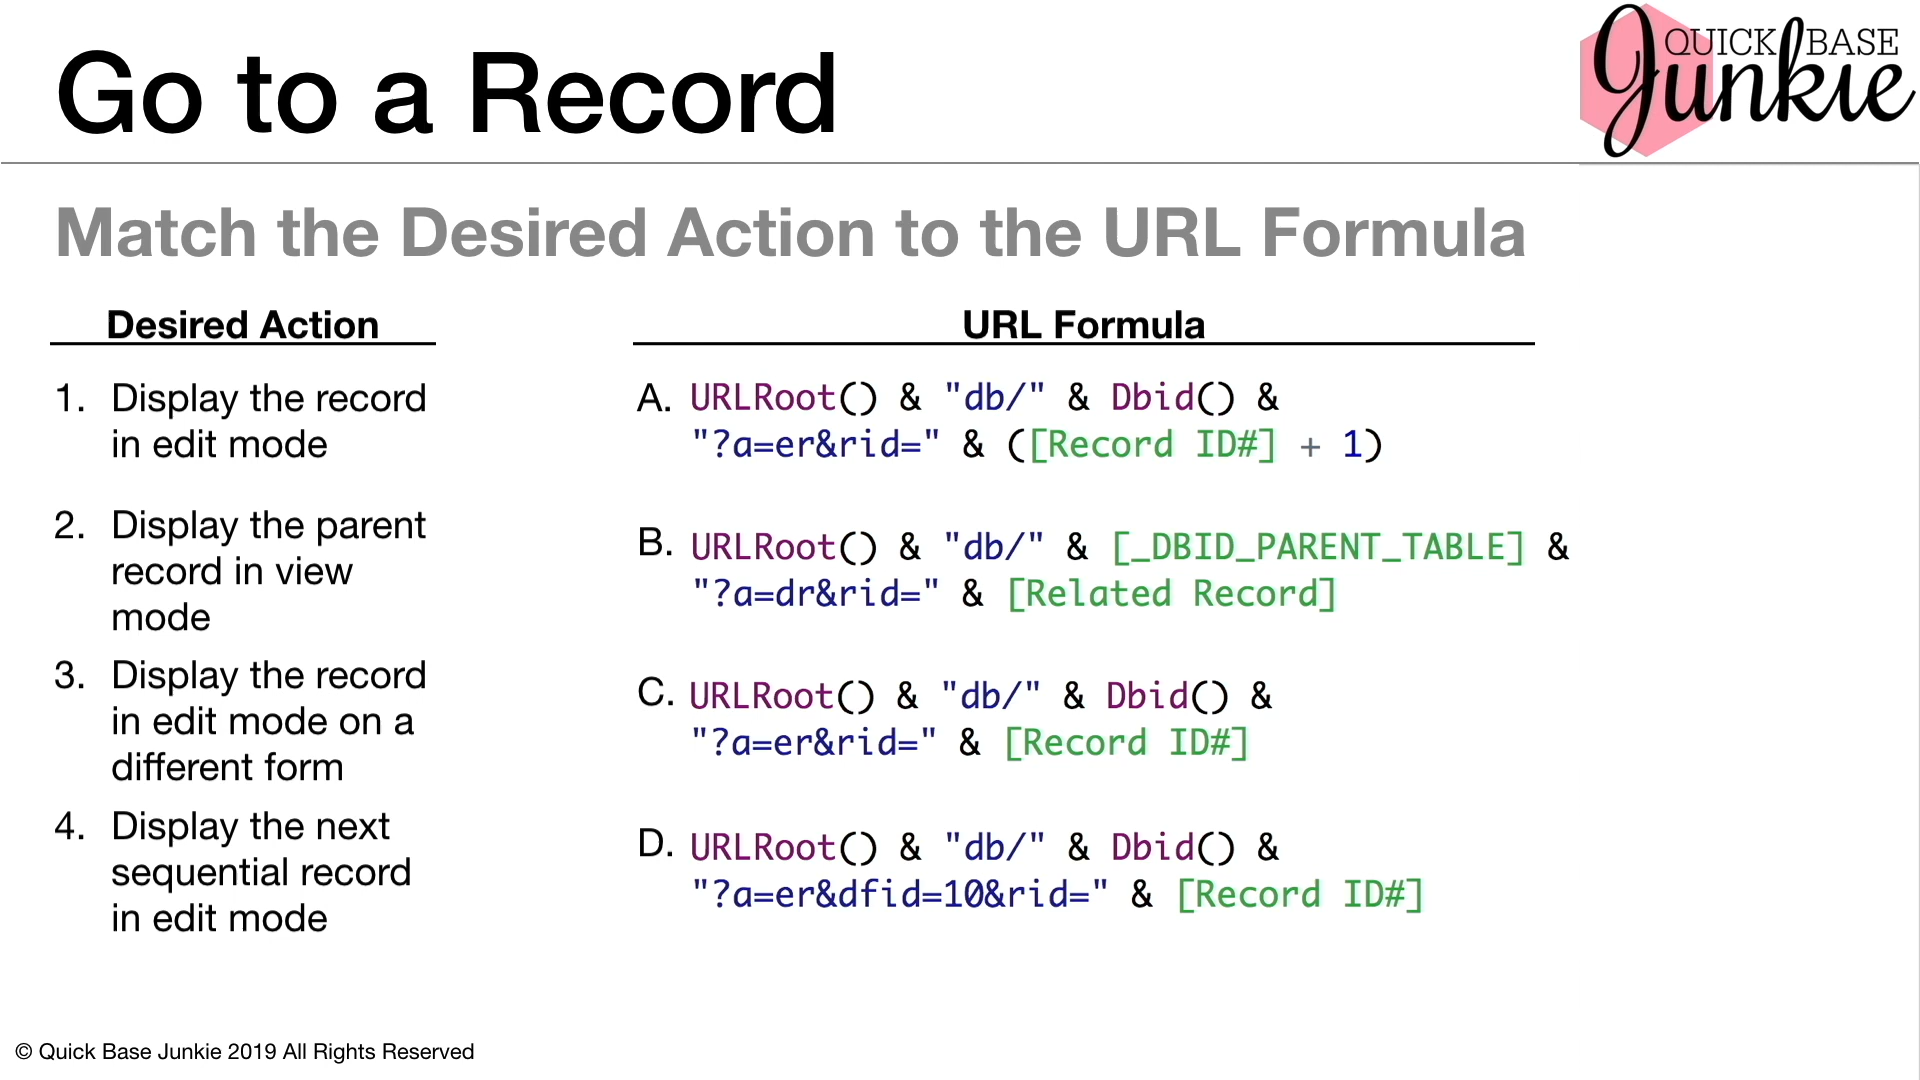 Go to a Record
QUICK BASE
Junkie
Match the Desired Action to the URL Formula
Desired Action
1. Display the record
in edit mode
2. Display the parent
record in view
mode
3. Display the record
in edit mode on a
different form
4. Display the next
sequential record
in edit mode
URL Formula
A. URLRoot() & "db/" & Dbid() &
"?a=er&rid=" & ([Record ID#] + 1)
B. URLRoot() & "db/" & [_DBID_PARENT_TABLE] &
"?a=dr&rid=" & [Related Record]
C. URLRoot() & "db/" & Dbid() &
"?a=er&rid=" & [Record ID#]
D. URLRoot() & "db/" & Dbid() &
"?a=er&dfid=10&rid=" & [Record ID#]
© Quick Base Junkie 2019 All Rights Reserved